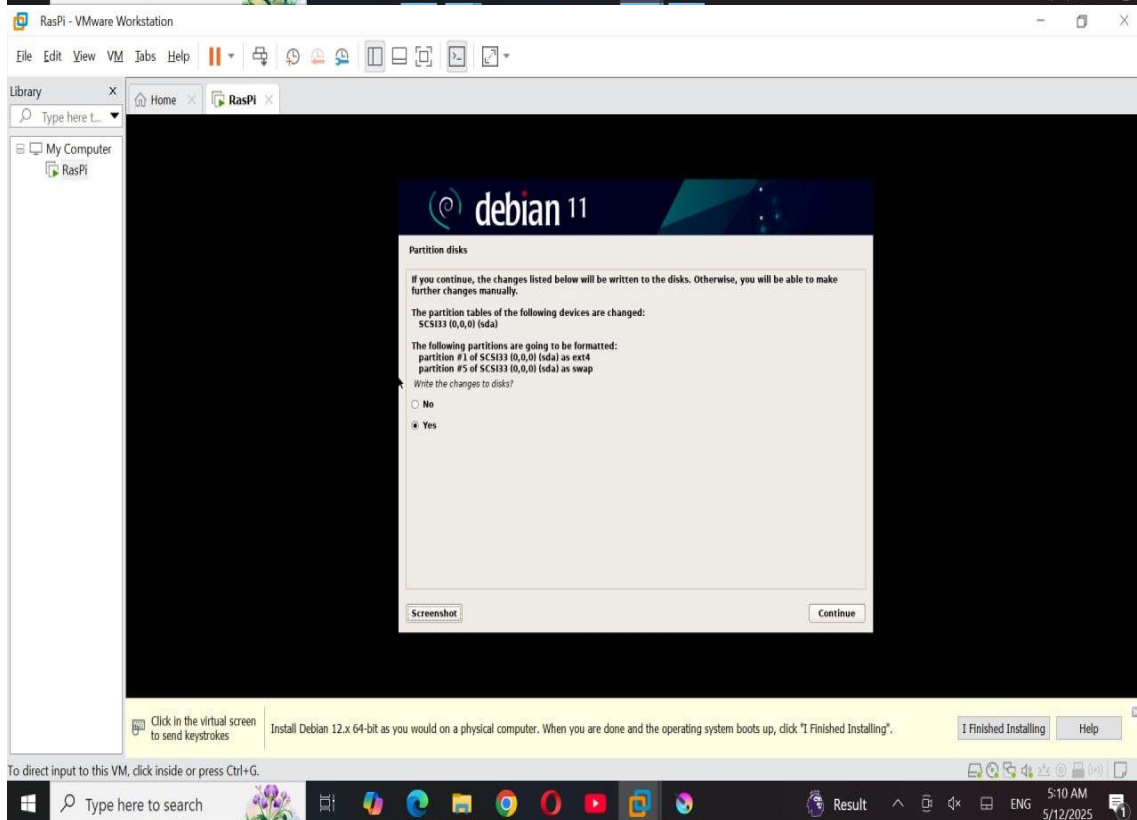 RasPi - VMware Workstation
File Edit View VM Tabs Help
Library X
Home RasPi
Type here t...
My Computer
RasPi
debian 11
Partition disks
If you continue, the changes listed below will be written to the disks. Otherwise, you will be able to make
further changes manually.
The partition tables of the following devices are changed:
SCSI33 (0,0,0) (sda)
The following partitions are going to be formatted:
partition #1 of SCSI33 (0,0,0) (sda) as ext4
partition #5 of SCSI33 (0,0,0) (sda) as swap
Write the changes to disks?
No
Yes
Screenshot Continue
Click in the virtual screen
to send keystrokes
Install Debian 12.x 64-bit as you would on a physical computer. When you are done and the operating system boots up, click "I Finished Installing".
I Finished Installing Help
To direct input to this VM, click inside or press Ctrl+G.
Type here to search Result ENG 5:10 AM
5/12/2025
1